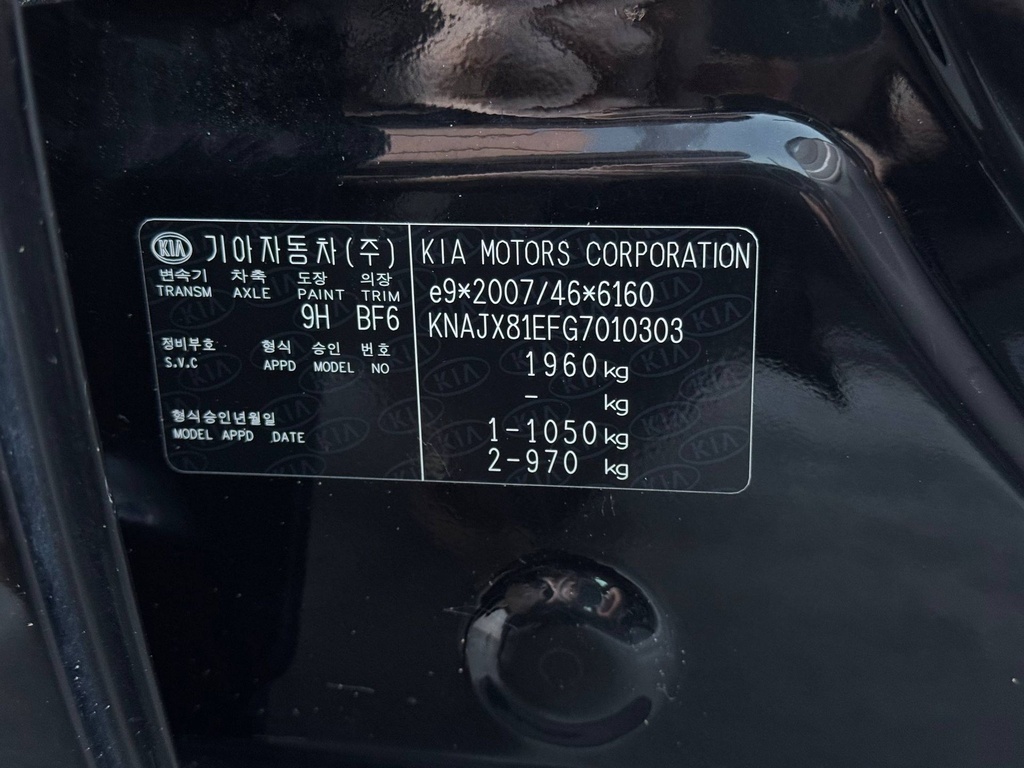 KIA 기아자동차(주)
변속기 차축 도장 의장
TRANSM AXLE PAINT TRIM
9H BF6
정비부호 형식 승인 번호
S.V.C APPD MODEL NO
형식승인년월일
MODEL APPD DATE
KIA MOTORS CORPORATION
e9*2007/46*6160
KNAJX81EFG7010303
1960 kg
- kg
1-1050 kg
2-970 kg